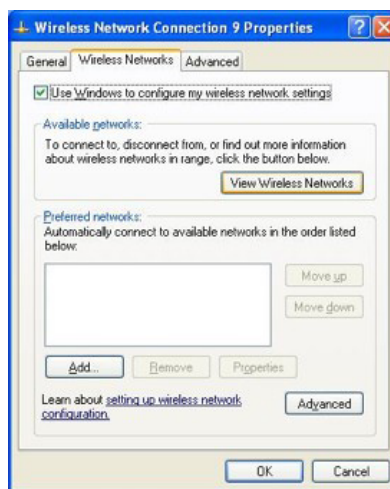 Wireless Network Connection 9 Properties
General Wireless Networks Advanced
Use Windows to configure my wireless network settings
Available networks:
To connect to, disconnect from, or find out more information
about wireless networks in range, click the button below.
View Wireless Networks
Preferred networks:
Automatically connect to available networks in the order listed
below:
Move up
Move down
Add... Remove Properties
Learn about setting up wireless network
configuration.
Advanced
OK Cancel